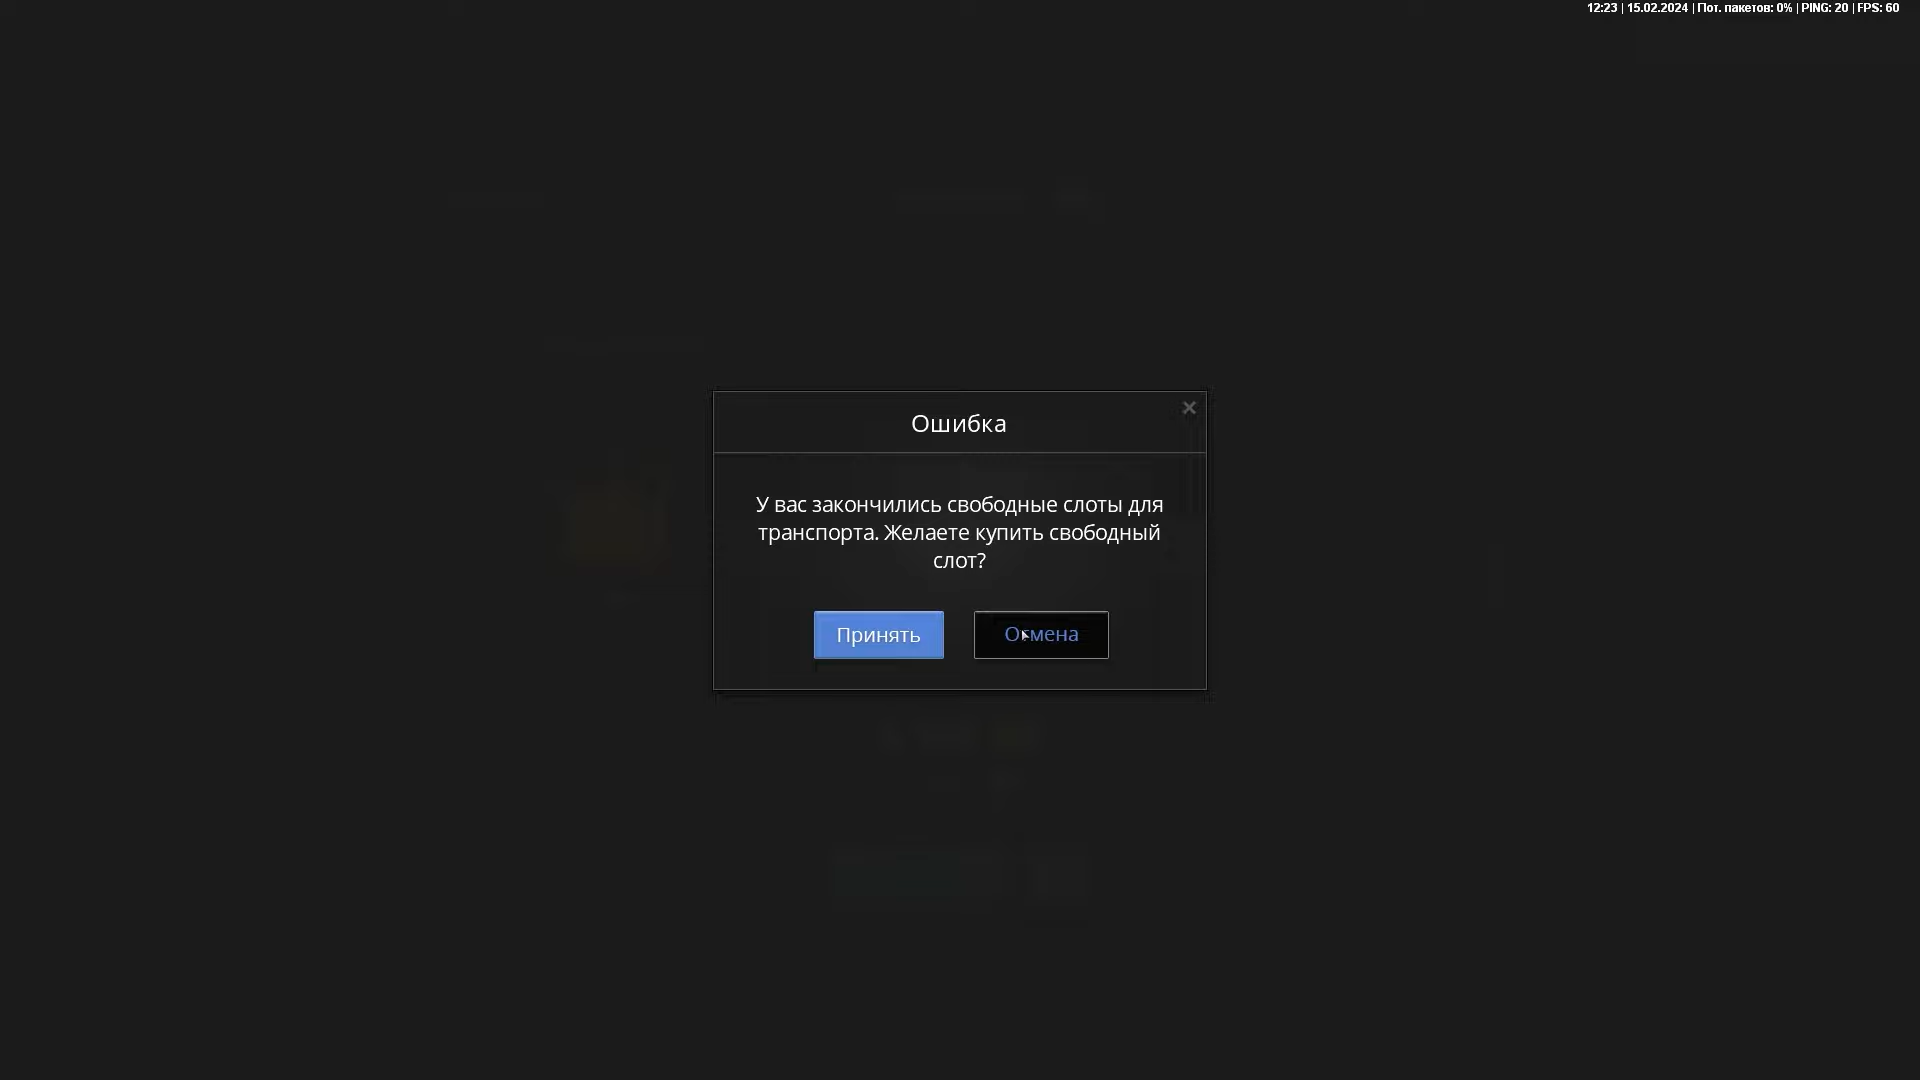 12:23 | 15.02.2024 | Пот. пакетов: 0% | PING: 20 | FPS: 60
Ошибка
У вас закончились свободные слоты для
транспорта. Желаете купить свободный
слот?
Принять
Отмена